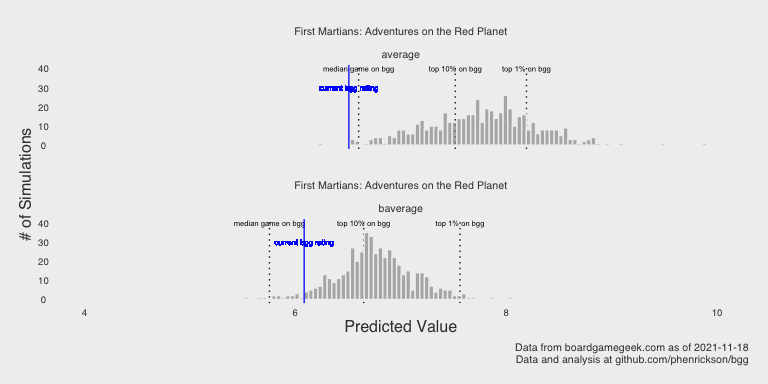 First Martians: Adventures on the Red Planet
average
median game on bgg top 10% on bgg top 1% on bgg
current bgg rating
40
30
20
10
0
# of Simulations
First Martians: Adventures on the Red Planet
baverage
median game on bgg top 10% on bgg top 1% on bgg
current bgg rating
40
30
20
10
0
4 6 8 10
Predicted Value
Data from boardgamegeek.com as of 2021-11-18
Data and analysis at github.com/phenrickson/bgg